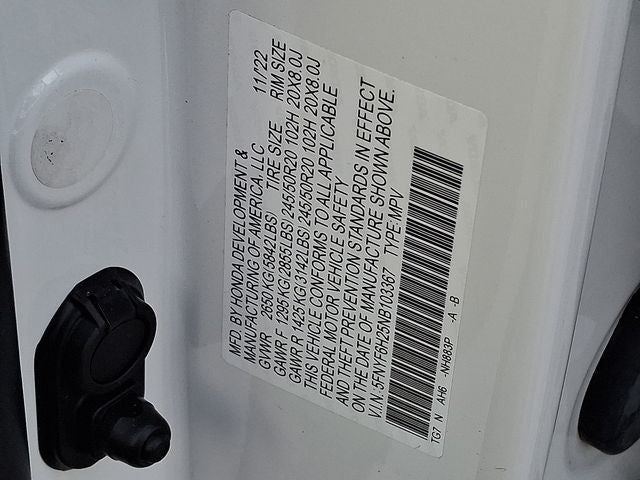 MFD BY HONDA DEVELOPMENT & 11/22
MANUFACTURING OF AMERICA, LLC
GVWR 2650 KG(5842LBS) TIRE SIZE RIM SIZE
GAWR F 1295 KG(2855LBS) 245/50R20 102H 20X8.0J
GAWR R 1425 KG(3142LBS) 245/50R20 102H 20X8.0J
THIS VEHICLE CONFORMS TO ALL APPLICABLE
FEDERAL MOTOR VEHICLE SAFETY
AND THEFT PREVENTION STANDARDS IN EFFECT
ON THE DATE OF MANUFACTURE SHOWN ABOVE.
V.I.N.:5FNYF6H25NB103367 TYPE:MPV
TG7 N AH6 -NH883P -A -B